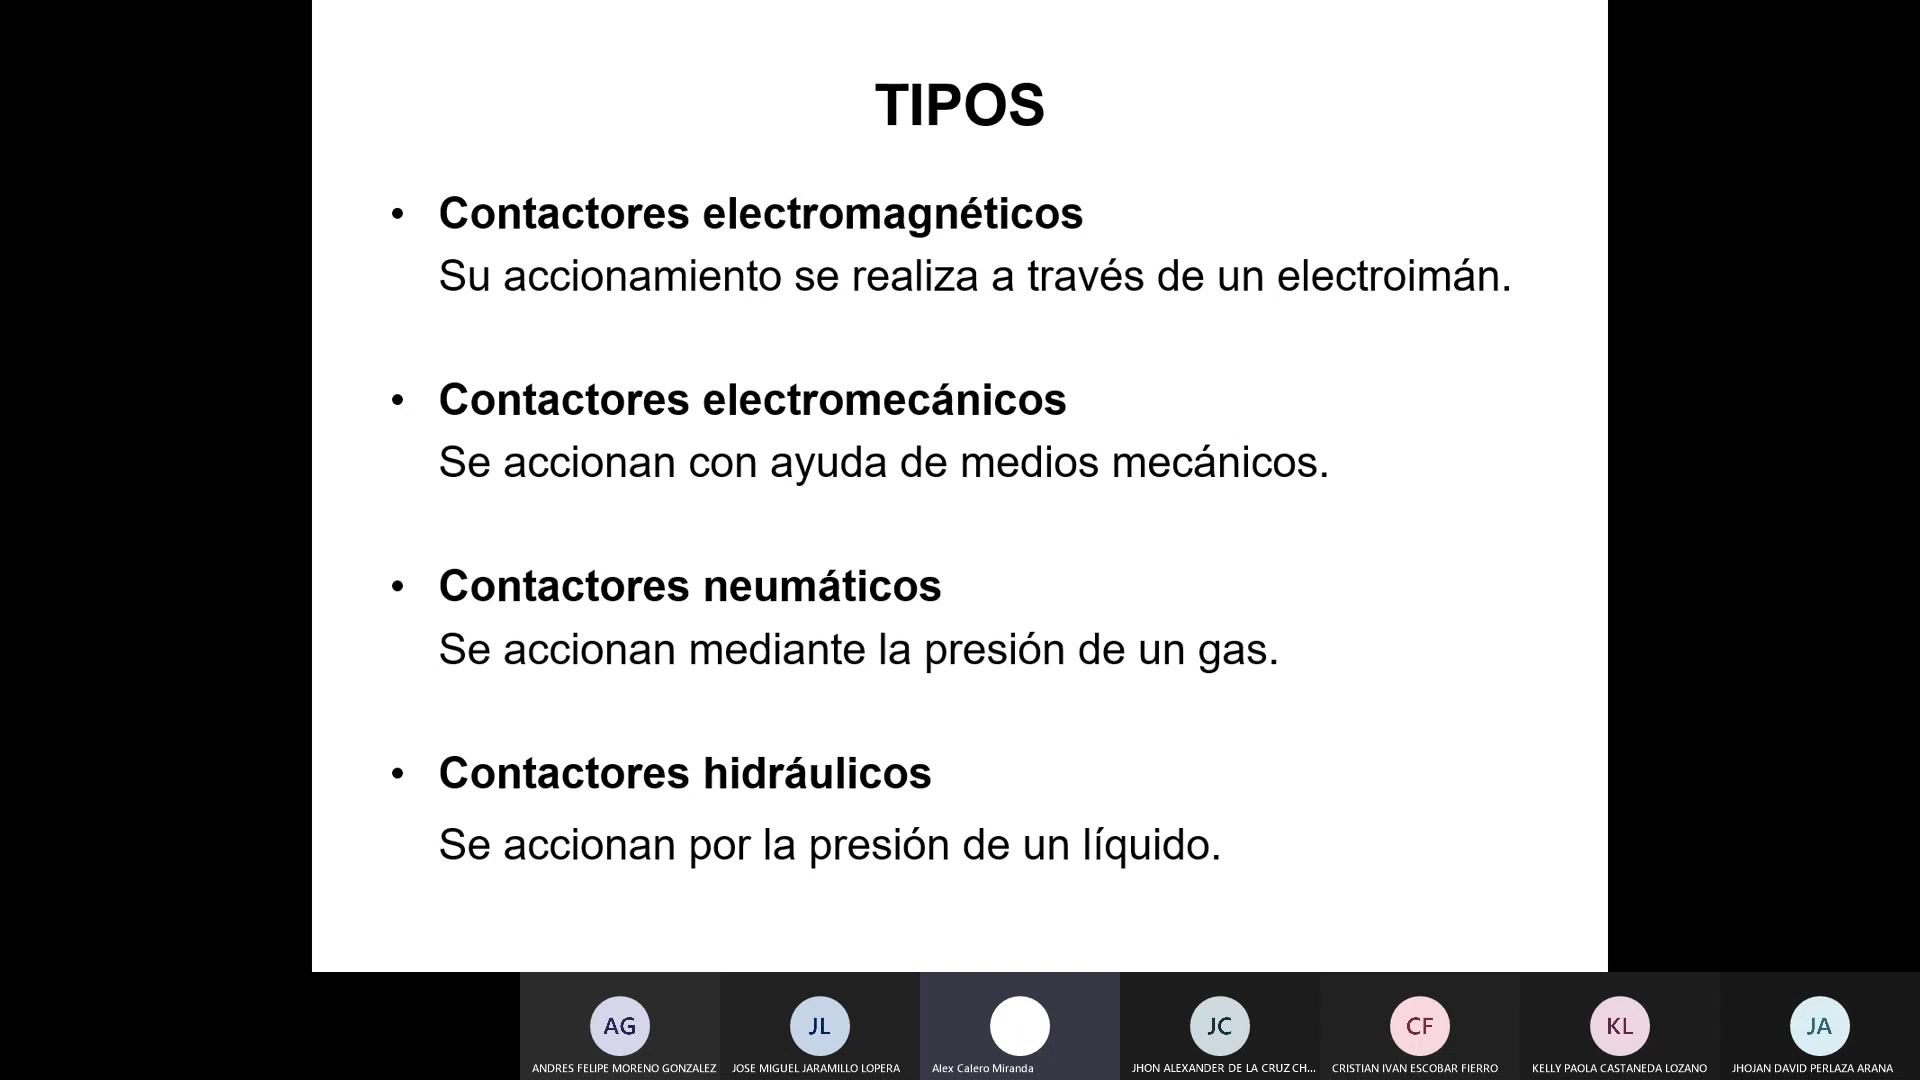 TIPOS
• Contactores electromagnéticos
Su accionamiento se realiza a través de un electroimán.
• Contactores electromecánicos
Se accionan con ayuda de medios mecánicos.
• Contactores neumáticos
Se accionan mediante la presión de un gas.
• Contactores hidráulicos
Se accionan por la presión de un líquido.
AG JL JC CF KL JA
ANDRES FELIPE MORENO GONZALEZ JOSE MIGUEL JARAMILLO LOPERA Alex Calero Miranda JHON ALEXANDER DE LA CRUZ CH... CRISTIAN IVAN ESCOBAR FIERRO KELLY PAOLA CASTANEDA LOZANO JHOJAN DAVID PERLAZA ARANA